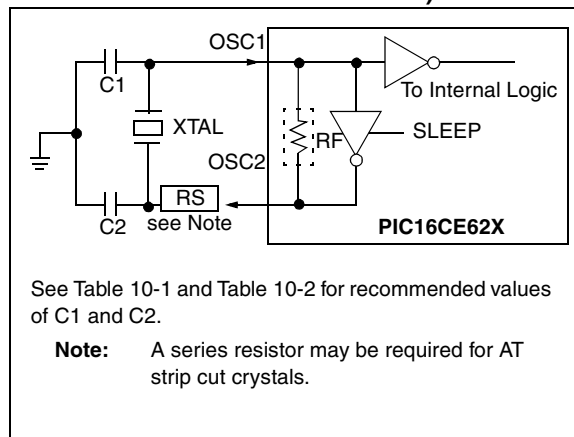 OSC1
C1
To Internal Logic
XTAL
RF
SLEEP
OSC2
RS
C2
see Note
PIC16CE62X
See Table 10-1 and Table 10-2 for recommended values
of C1 and C2.
Note: A series resistor may be required for AT
strip cut crystals.